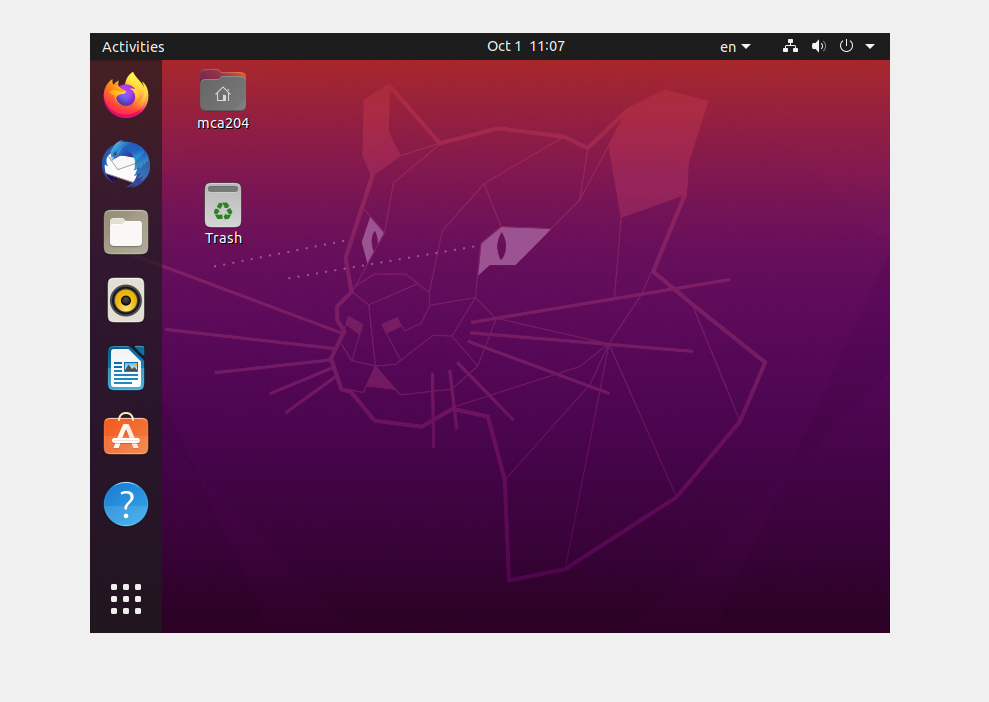 Activities
Oct 1 11:07
en
mca204
Trash